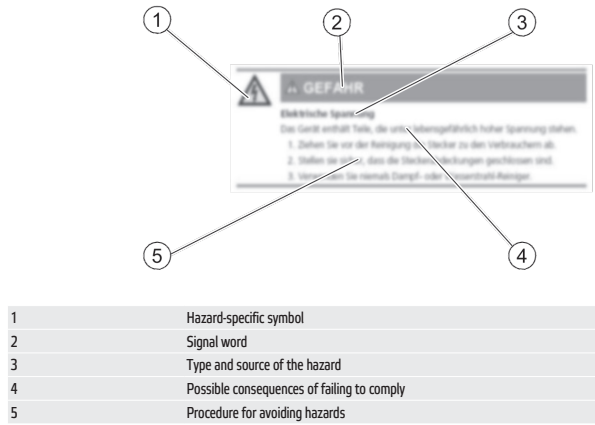 1 2 3
GEFAHR
Elektrische Spannung
Das Gerät enthält Teile, die unter lebensgefährlich hoher Spannung stehen.
1. Ziehen Sie vor der Reinigung Stecker zu den Verbrauchern ab.
2. Stellen sie dass die geschlossen sind.
3. Sie niemals Dampf- oder
5 4
1 Hazard-specific symbol
2 Signal word
3 Type and source of the hazard
4 Possible consequences of failing to comply
5 Procedure for avoiding hazards